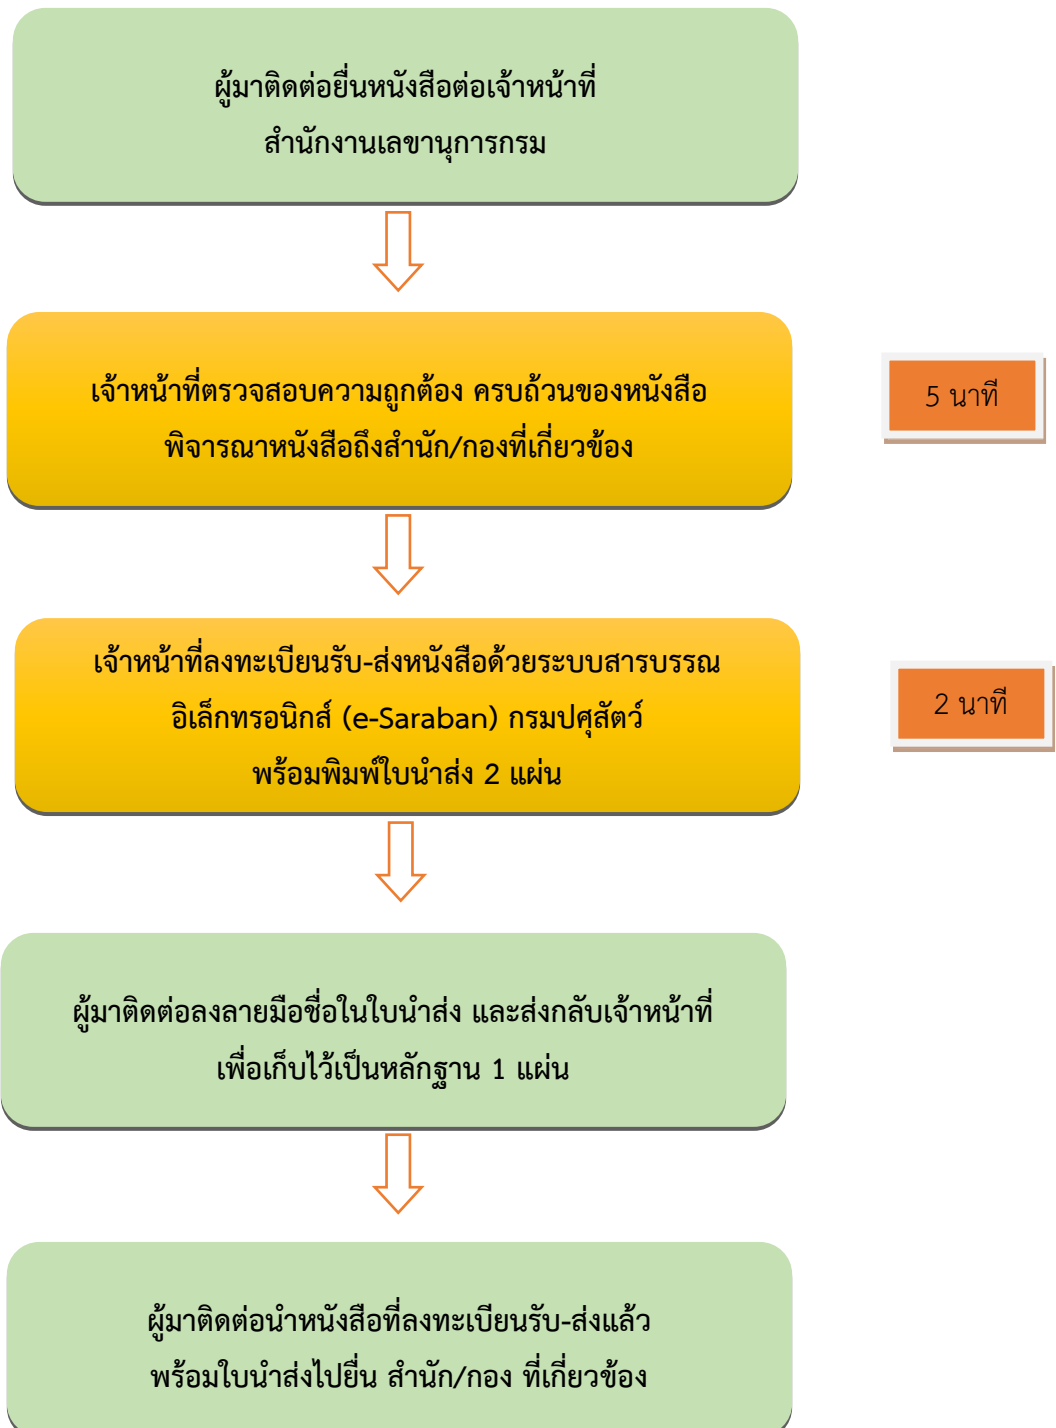 ผู้มาติดต่อยื่นหนังสือต่อเจ้าหน้าที่
สำนักงานเลขานุการกรม
เจ้าหน้าที่ตรวจสอบความถูกต้อง ครบถ้วนของหนังสือ
พิจารณาหนังสือถึงสำนัก/กองที่เกี่ยวข้อง
5 นาที
เจ้าหน้าที่ลงทะเบียนรับ-ส่งหนังสือด้วยระบบสารบรรณ
อิเล็กทรอนิกส์ (e-Saraban) กรมปศุสัตว์
พร้อมพิมพ์ใบนำส่ง 2 แผ่น
2 นาที
ผู้มาติดต่อลงลายมือชื่อในใบนำส่ง และส่งกลับเจ้าหน้าที่
เพื่อเก็บไว้เป็นหลักฐาน 1 แผ่น
ผู้มาติดต่อนำหนังสือที่ลงทะเบียนรับ-ส่งแล้ว
พร้อมใบนำส่งไปยื่น สำนัก/กอง ที่เกี่ยวข้อง